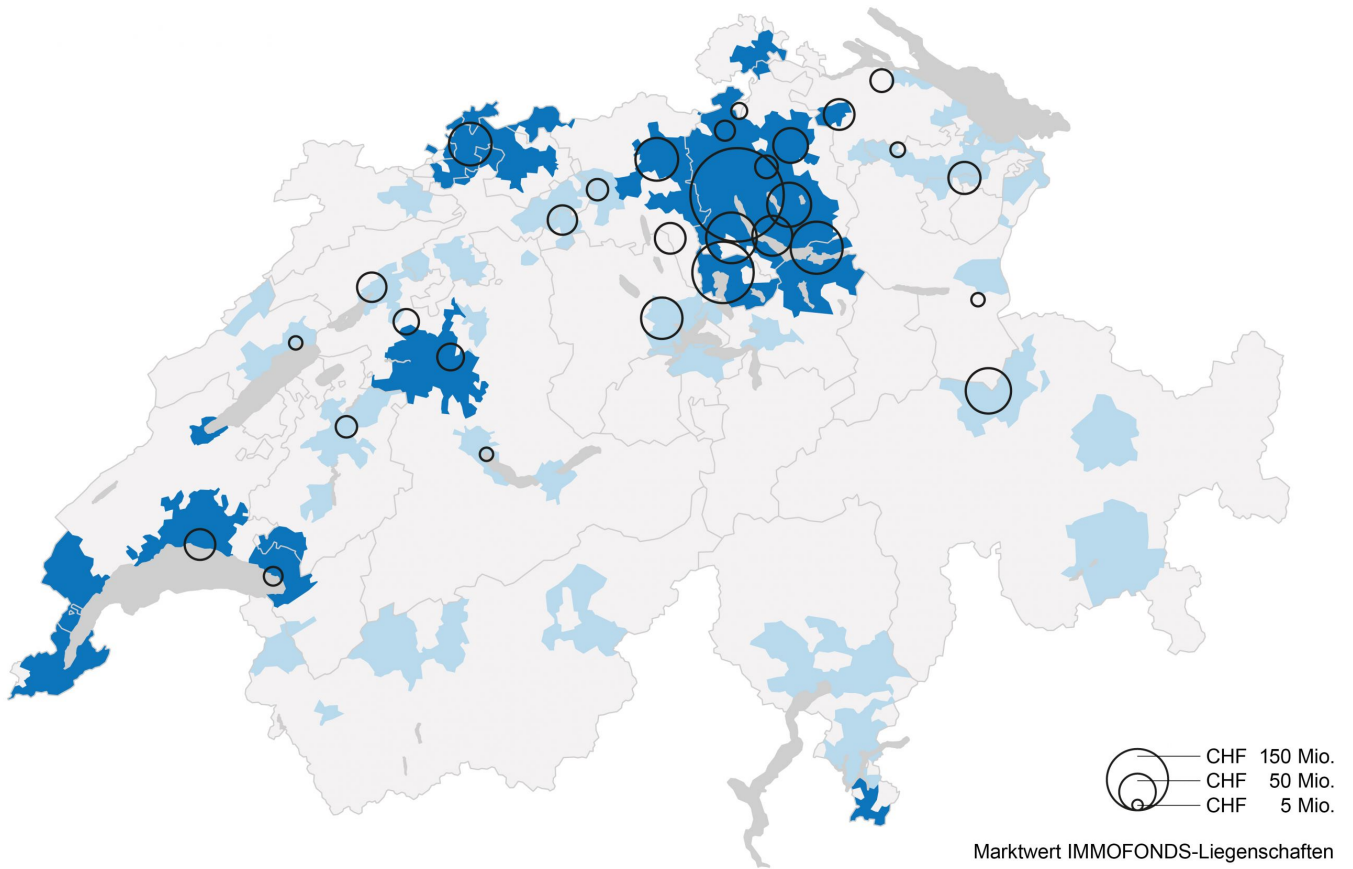 CHF 150 Mio.
CHF 50 Mio.
CHF 5 Mio.
Marktwert IMMOFONDS-Liegenschaften